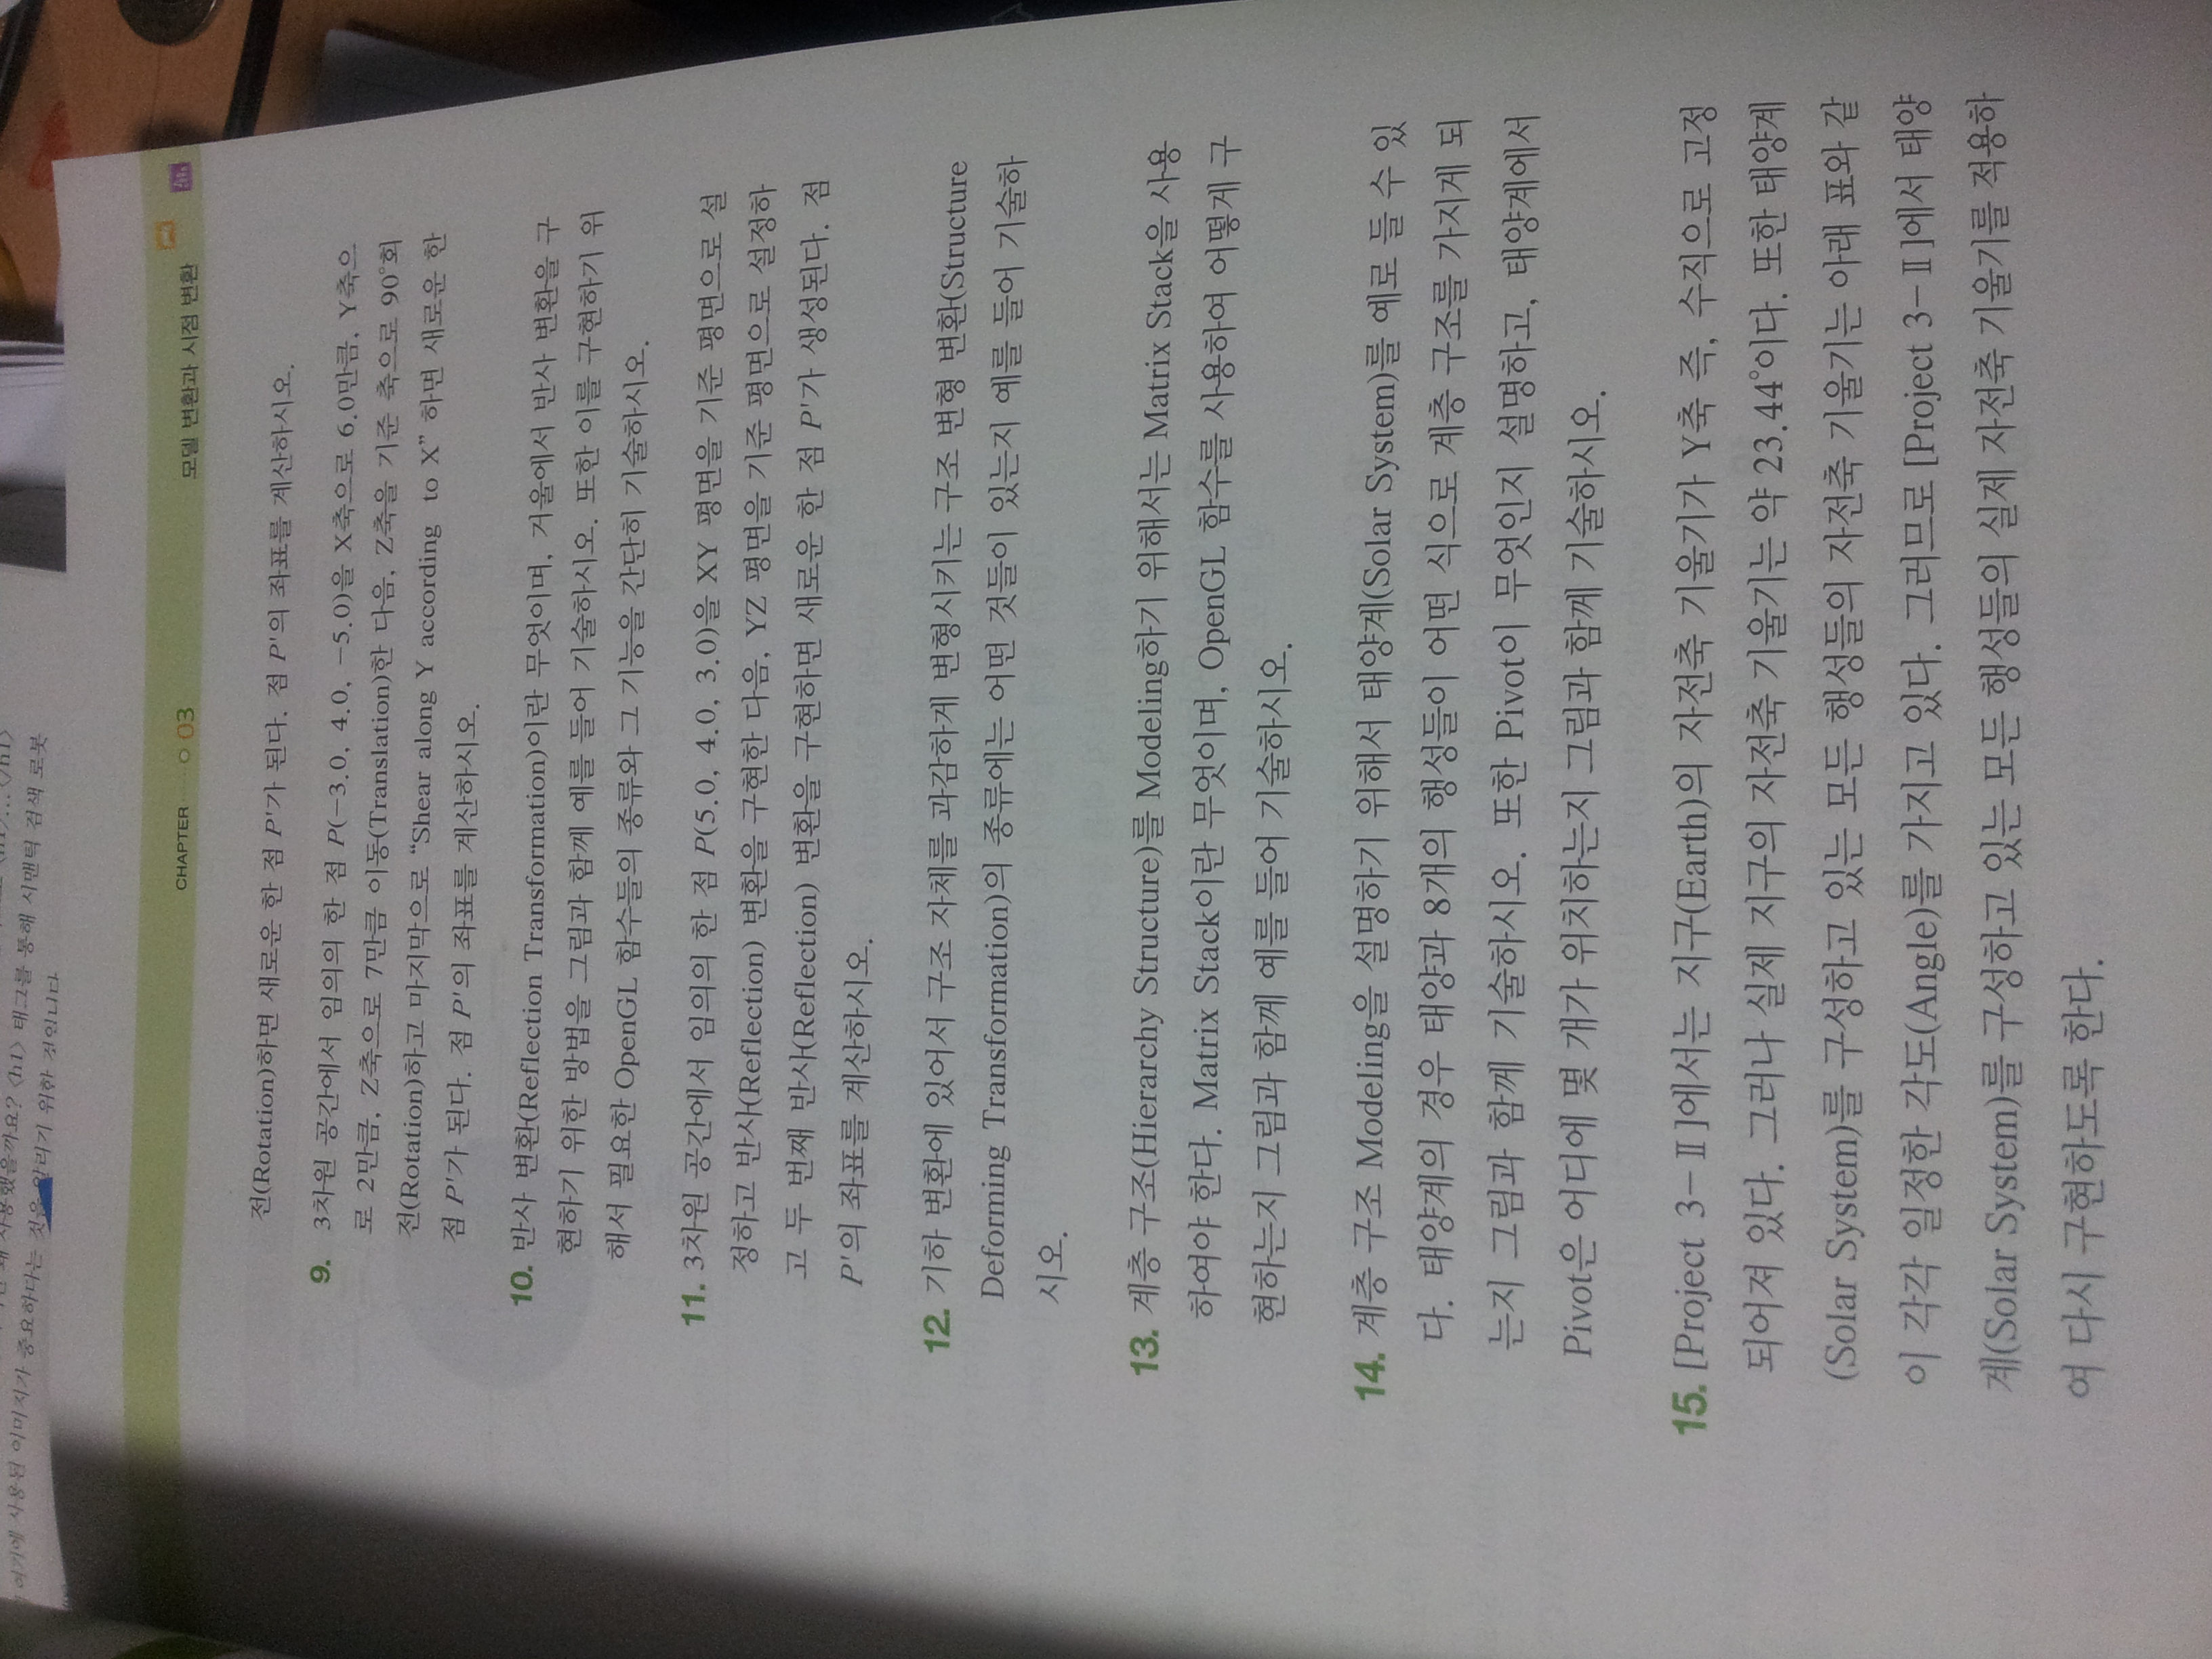 사용했을까요? 〈h1〉 태그를 통해 시맨틱 검색 로봇
여기에 사용된 이미지가 중요하다는 것을 알리기 위한 것입니다
CHAPTER 03 모델 변환과 시점 변환
전(Rotation)하면 새로운 한 점 P'가 된다. 점 P'의 좌표를 계산하시오.
9. 3차원 공간에서 임의의 한 점 P(-3.0, 4.0, -5.0)을 X축으로 6.0만큼, Y축으
로 2만큼, Z축으로 7만큼 이동(Translation)한 다음, Z축을 기준 축으로 90°회
전(Rotation)하고 마지막으로 “Shear along Y according to X” 하면 새로운 한
점 P'가 된다. 점 P'의 좌표를 계산하시오.
10. 반사 변환(Reflection Transformation)이란 무엇이며, 거울에서 반사 변환을 구
현하기 위한 방법을 그림과 함께 예를 들어 기술하시오. 또한 이를 구현하기 위
해서 필요한 OpenGL 함수들의 종류와 그 기능을 간단히 기술하시오.
11. 3차원 공간에서 임의의 한 점 P(5.0, 4.0, 3.0)을 XY 평면을 기준 평면으로 설
정하고 반사(Reflection) 변환을 구현한 다음, YZ 평면을 기준 평면으로 설정하
고 두 번째 반사(Reflection) 변환을 구현하면 새로운 한 점 P'가 생성된다. 점
P'의 좌표를 계산하시오.
12. 기하 변환에 있어서 구조 자체를 과감하게 변형시키는 구조 변형 변환(Structure
Deforming Transformation)의 종류에는 어떤 것들이 있는지 예를 들어 기술하
시오.
13. 계층 구조(Hierarchy Structure)를 Modeling하기 위해서는 Matrix Stack을 사용
하여야 한다. Matrix Stack이란 무엇이며, OpenGL 함수를 사용하여 어떻게 구
현하는지 그림과 함께 예를 들어 기술하시오.
14. 계층 구조 Modeling을 설명하기 위해서 태양계(Solar System)를 예로 들 수 있
다. 태양계의 경우 태양과 8개의 행성들이 어떤 식으로 계층 구조를 가지게 되
는지 그림과 함께 기술하시오. 또한 Pivot이 무엇인지 설명하고, 태양계에서
Pivot은 어디에 몇 개가 위치하는지 그림과 함께 기술하시오.
15. [Project 3-Ⅱ]에서는 지구(Earth)의 자전축 기울기가 Y축 즉, 수직으로 고정
되어져 있다. 그러나 실제 지구의 자전축 기울기는 약 23.44°이다. 또한 태양계
(Solar System)를 구성하고 있는 모든 행성들의 자전축 기울기는 아래 표와 같
이 각각 일정한 각도(Angle)를 가지고 있다. 그러므로 [Project 3-Ⅱ]에서 태양
계(Solar System)를 구성하고 있는 모든 행성들의 실제 자전축 기울기를 적용하
여 다시 구현하도록 한다.